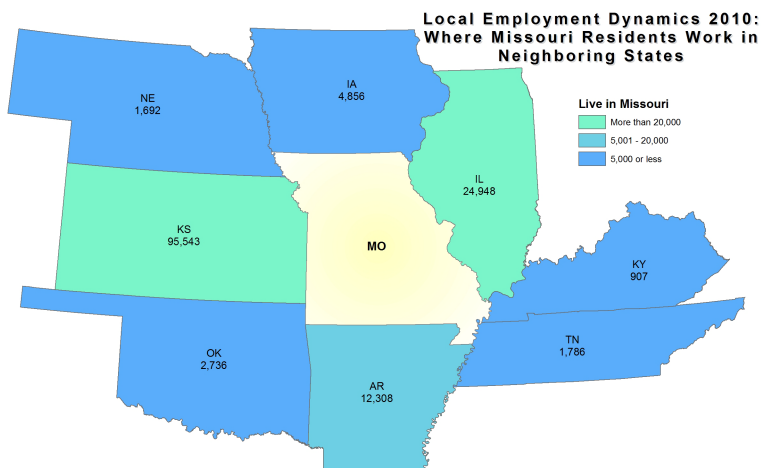 Local Employment Dynamics 2010:
Where Missouri Residents Work in
Neighboring States
IA
4,856
NE
1,692
Live in Missouri
More than 20,000
5,001 - 20,000
5,000 or less
IL
24,948
KS
95,543
MO
KY
907
TN
1,786
OK
2,736
AR
12,308